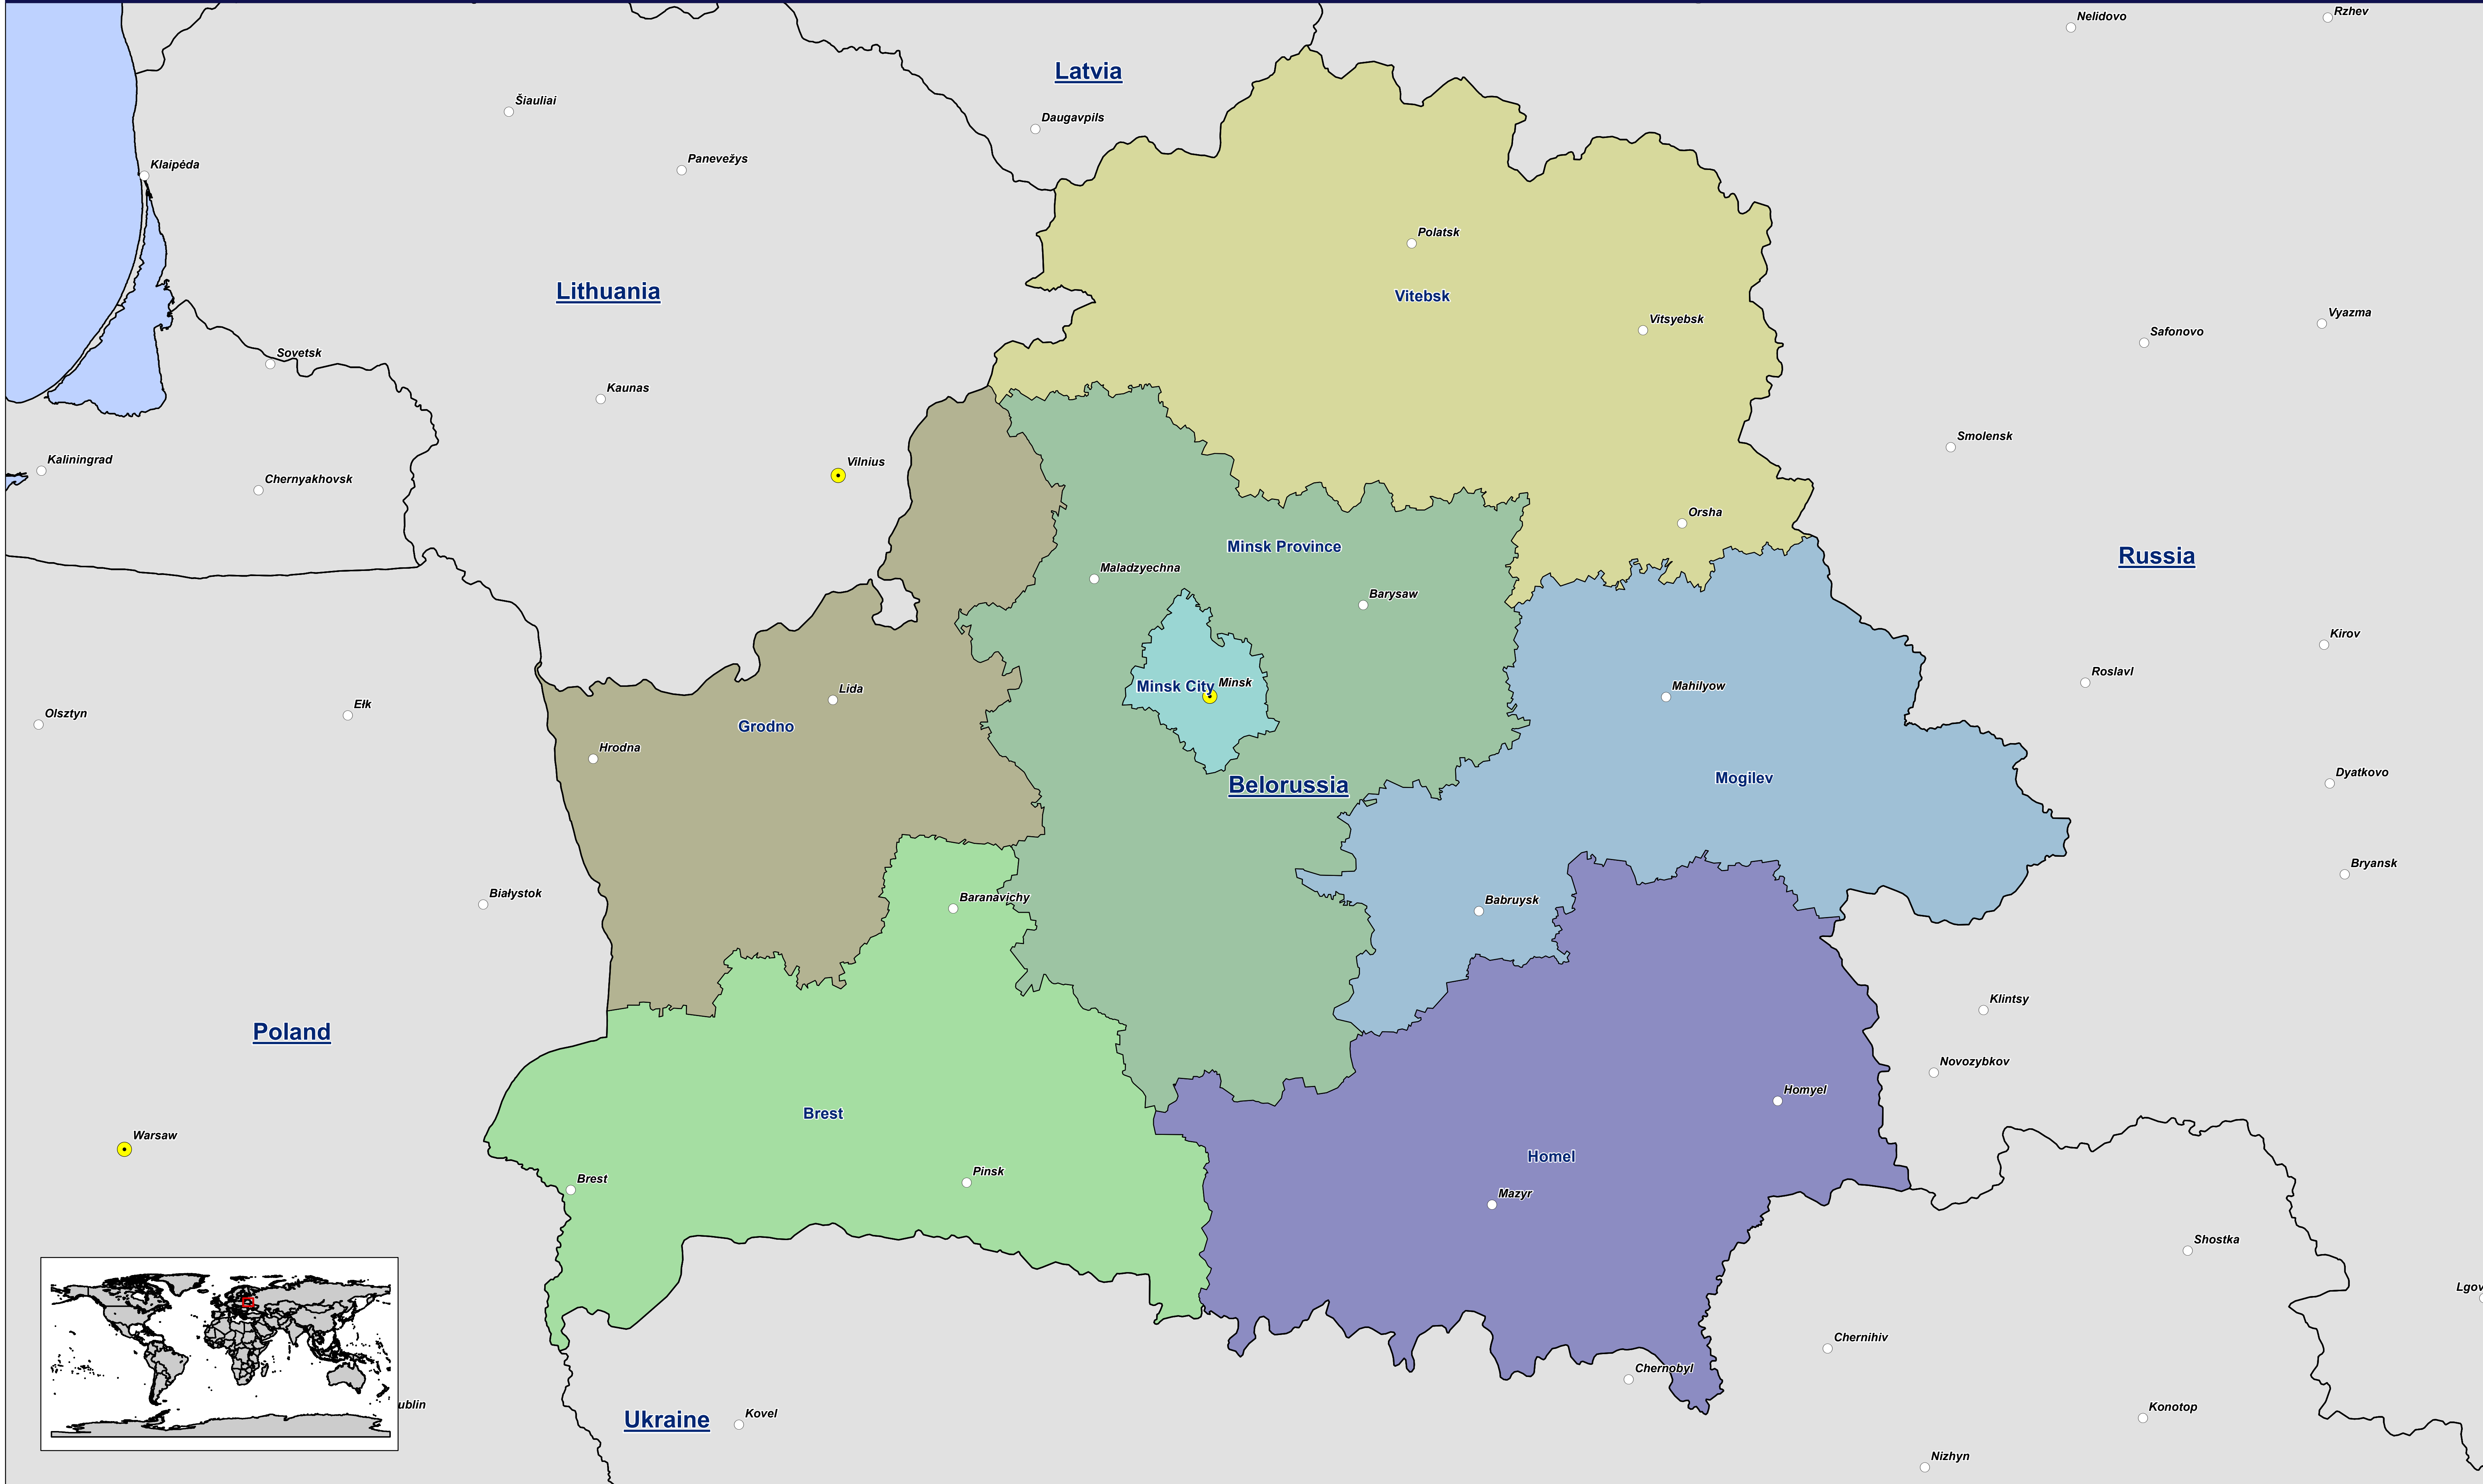 Nelidovo
Rzhev
Latvia
Šiauliai
Daugavpils
Klaipėda
Panevežys
Polatsk
Lithuania
Vitebsk
Vitsyebsk
Vyazma
Safonovo
Sovetsk
Kaunas
Smolensk
Kaliningrad
Vilnius
Chernyakhovsk
Orsha
Minsk Province
Russia
Maladzyechna
Barysaw
Kirov
Roslavl
Minsk City
Minsk
Mahilyow
Lida
Ełk
Olsztyn
Grodno
Hrodna
Belorussia
Mogilev
Dyatkovo
Bryansk
Białystok
Baranavichy
Babruysk
Klintsy
Poland
Novozybkov
Homyel
Brest
Warsaw
Homel
Pinsk
Brest
Mazyr
Shostka
Lgov
Chernihiv
Chernobyl
ublin
Kovel
Ukraine
Konotop
Nizhyn